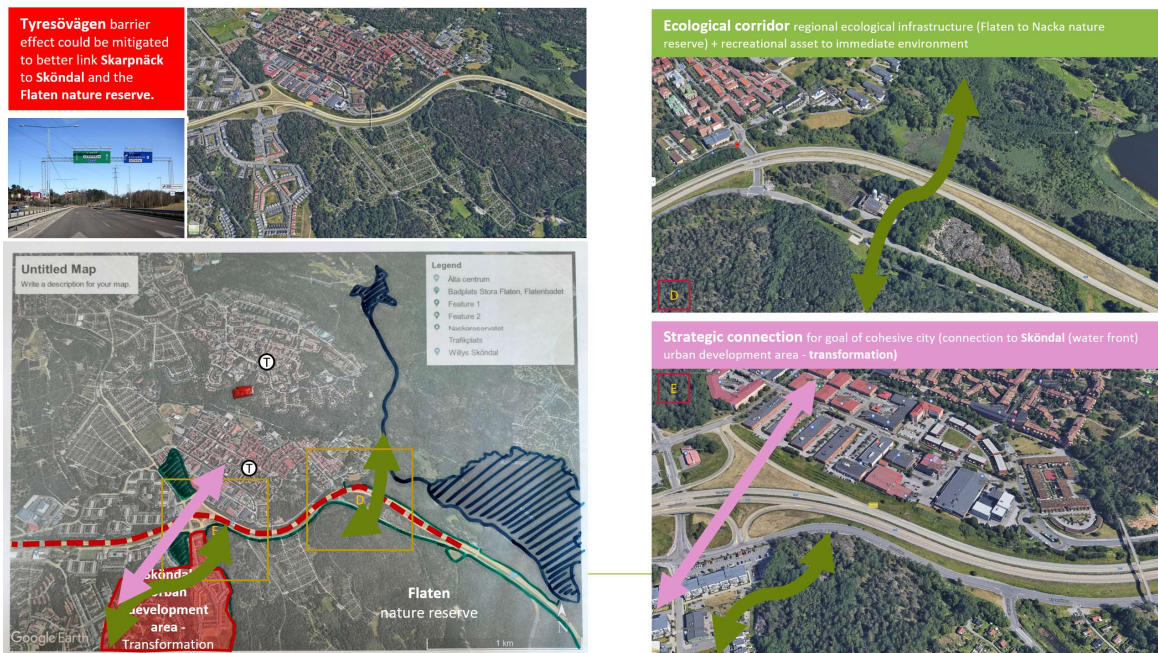 Tyresövägen barrier
effect could be mitigated
to better link Skarpnäck
to Sköndal and the
Flaten nature reserve.
Ecological corridor regional ecological infrastructure (Flaten to Nacka nature
reserve) + recreational asset to immediate environment
D
Untitled Map
Write a description for your map.
Legend
Älta centrum
Badplats Stora Flaten, Flatenbadet
Feature 1
Feature 2
Nackareservatet
Trafikplats
Willys Sköndal
T
T
D
E
Sköndal
urban
development
area -
Transformation
Flaten
nature reserve
Google Earth
1 km
N
Strategic connection for goal of cohesive city (connection to Sköndal (water front)
urban development area - transformation)
E